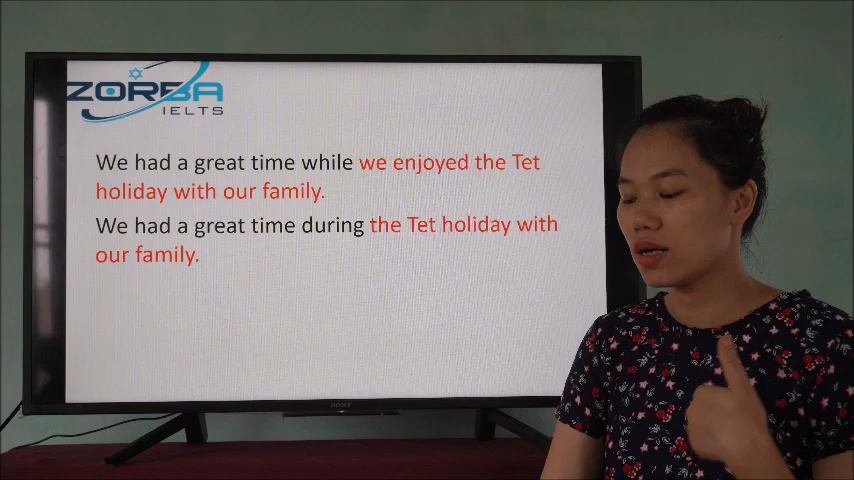 ZORBA
IELTS
We had a great time while we enjoyed the Tet
holiday with our family.
We had a great time during the Tet holiday with
our family.
SONY